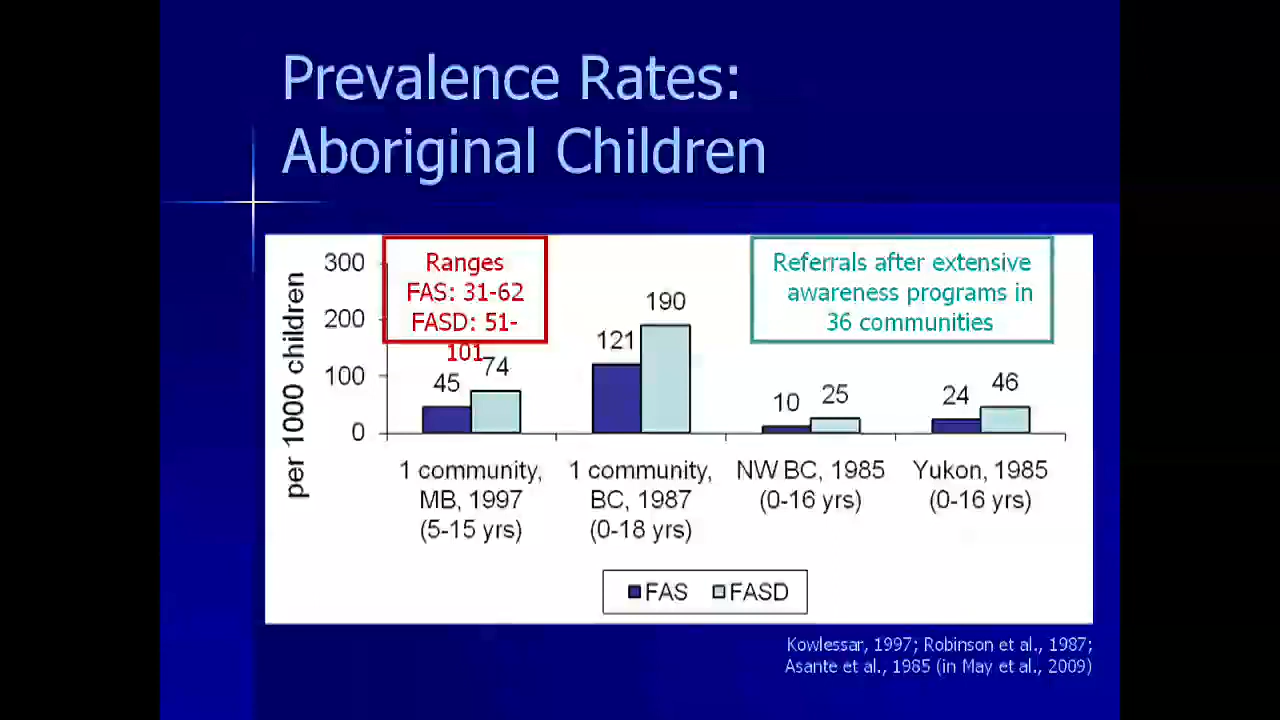 Prevalence Rates:
Aboriginal Children
per 1000 children
300
200
100
0
Ranges
FAS: 31-62
FASD: 51-
101
Referrals after extensive
awareness programs in
36 communities
45
74
121
190
10
25
24
46
1 community,
MB, 1997
(5-15 yrs)
1 community,
BC, 1987
(0-18 yrs)
NW BC, 1985
(0-16 yrs)
Yukon, 1985
(0-16 yrs)
FAS FASD
Kowlessar, 1997; Robinson et al., 1987;
Asante et al., 1985 (in May et al., 2009)